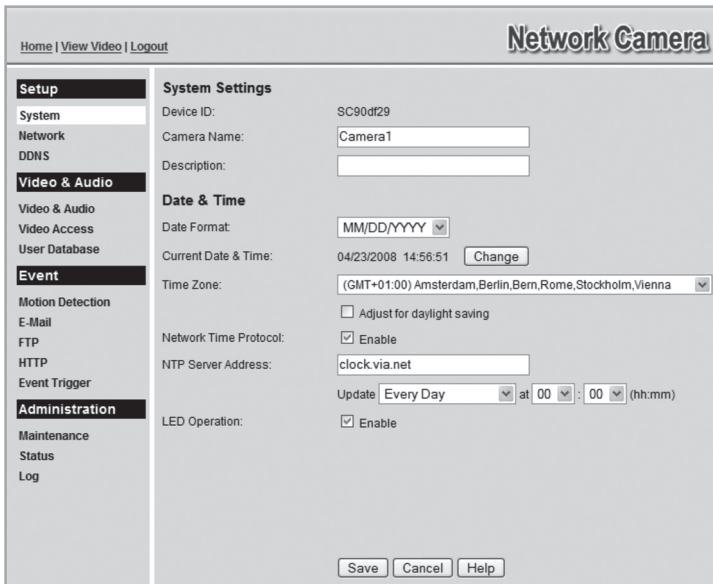 Home | View Video | Logout
Network Camera
Setup
System
Network
DDNS
Video & Audio
Video & Audio
Video Access
User Database
Event
Motion Detection
E-Mail
FTP
HTTP
Event Trigger
Administration
Maintenance
Status
Log
System Settings
Device ID: SC90df29
Camera Name: Camera1
Description:
Date & Time
Date Format: MM/DD/YYYY
Current Date & Time: 04/23/2008 14:56:51 Change
Time Zone: (GMT+01:00) Amsterdam,Berlin,Bern,Rome,Stockholm,Vienna
Adjust for daylight saving
Network Time Protocol: Enable
NTP Server Address: clock.via.net
Update Every Day at 00 : 00 (hh:mm)
LED Operation: Enable
Save Cancel Help